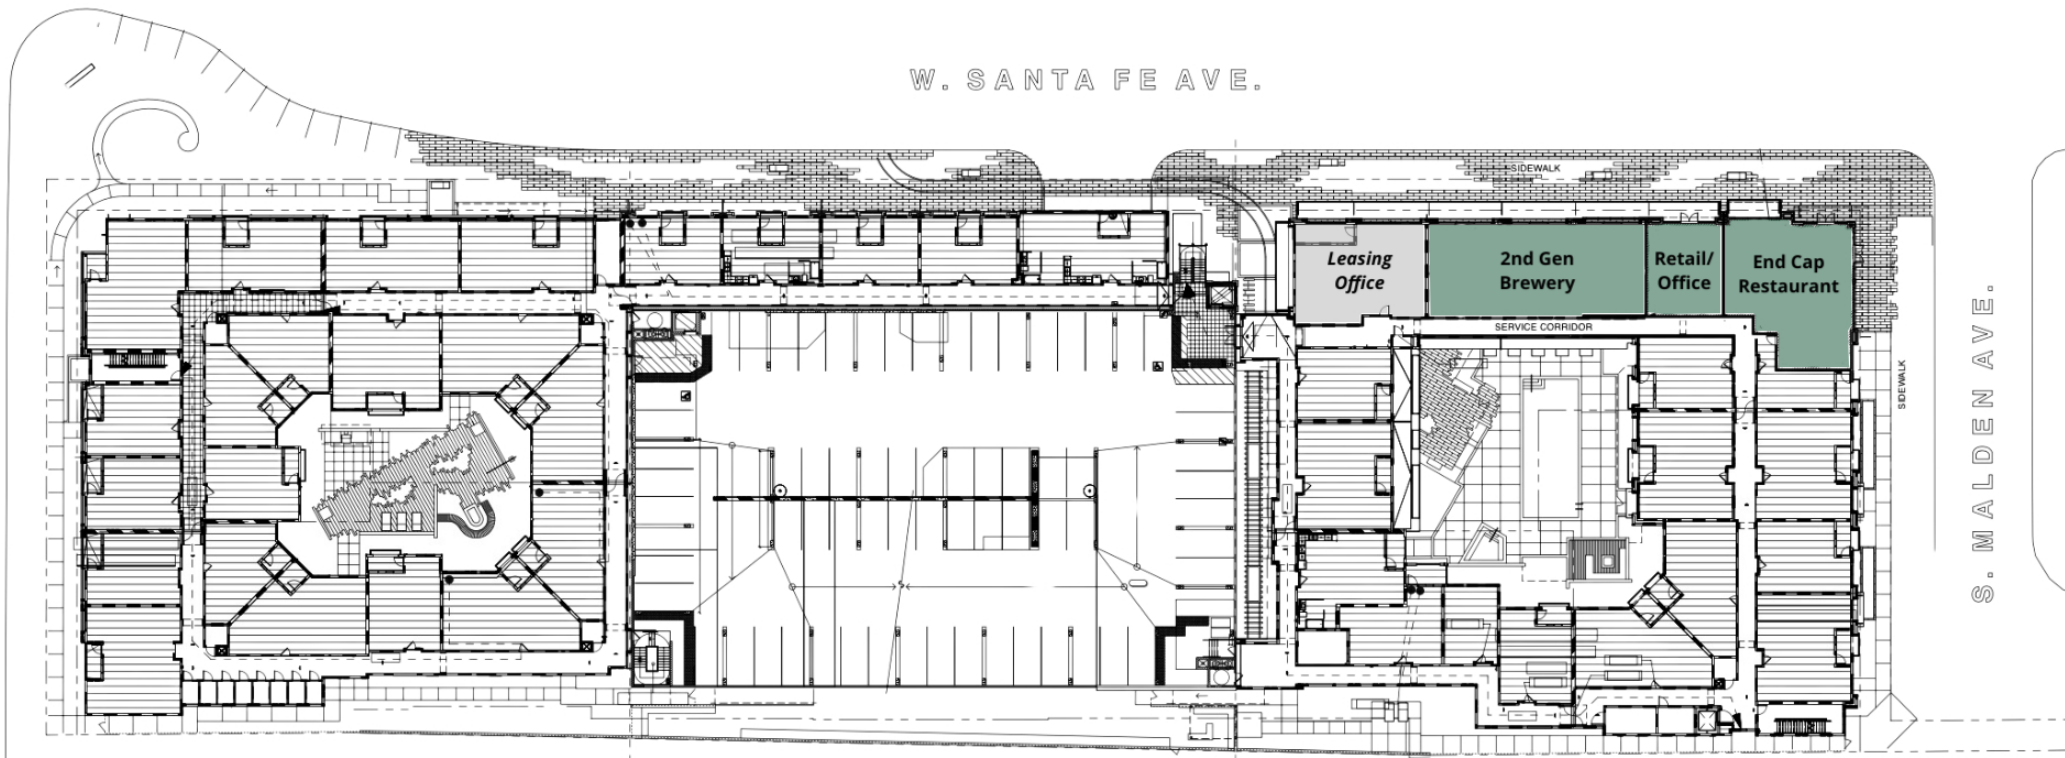 W. SANTA FE AVE.
SIDEWALK
Leasing
Office
2nd Gen
Brewery
Retail/
Office
End Cap
Restaurant
SERVICE CORRIDOR
SIDEWALK
S. MALDEN AVE.